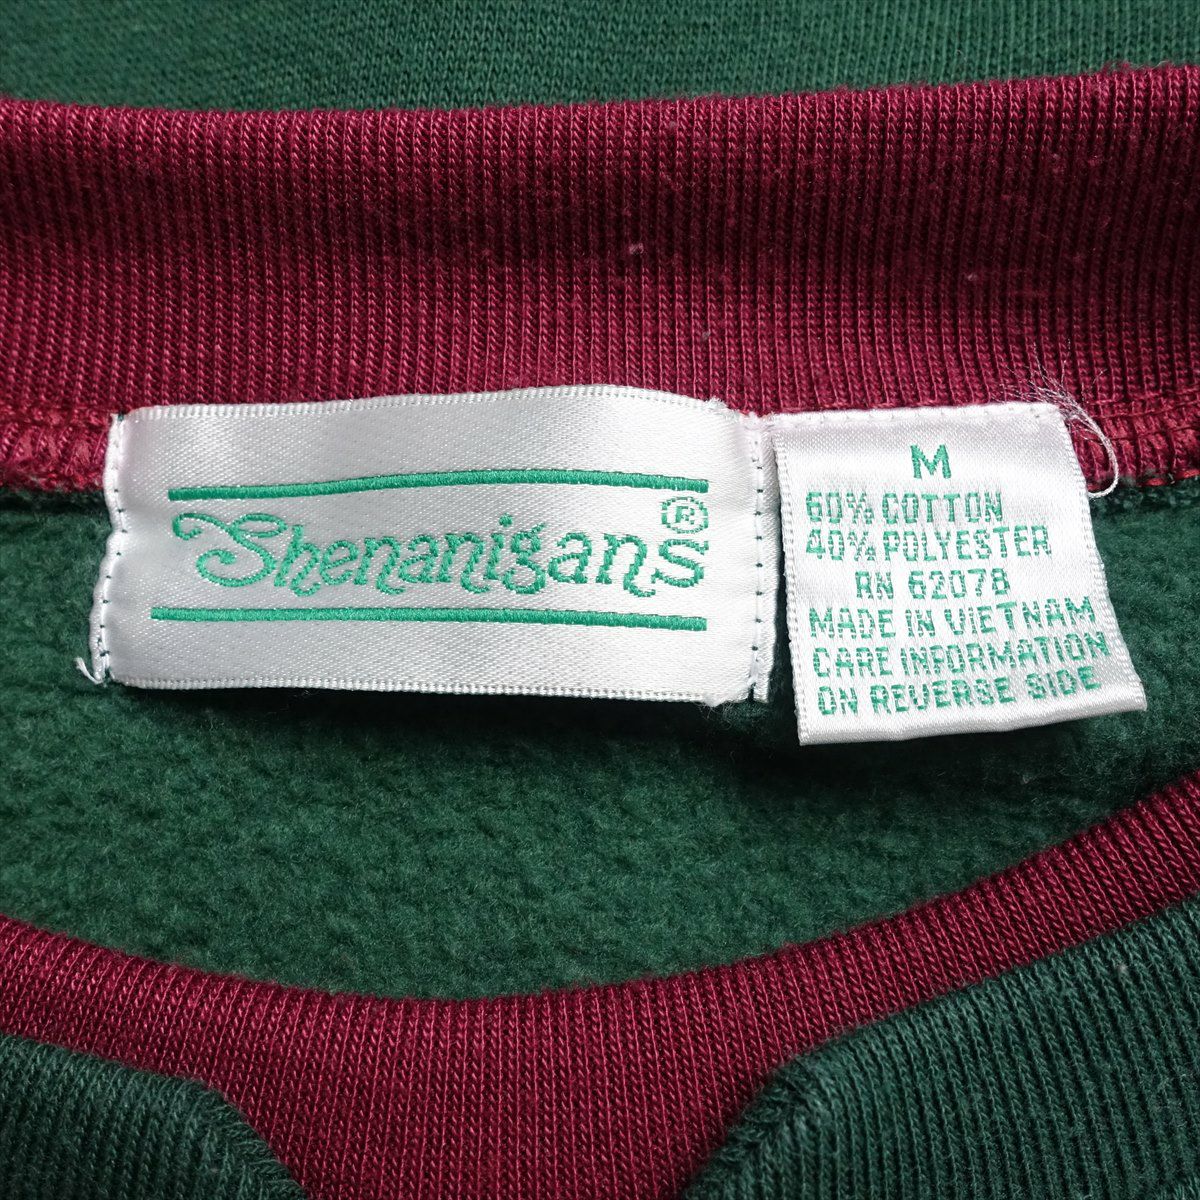 Shenanigans®
M
60% COTTON
40% POLYESTER
RN 62078
MADE IN VIETNAM
CARE INFORMATION
ON REVERSE SIDE